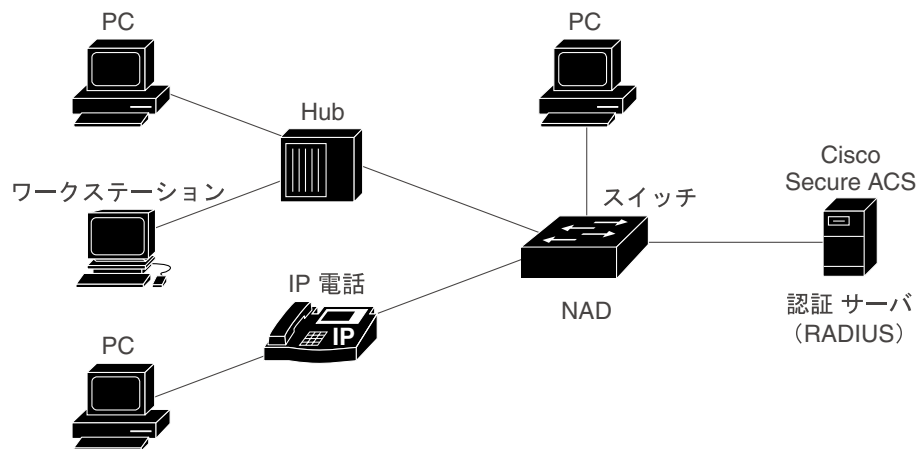 PC
PC
Hub
Cisco
Secure ACS
ワークステーション
スイッチ
IP 電話
IP
NAD
認証 サーバ
（RADIUS）
PC